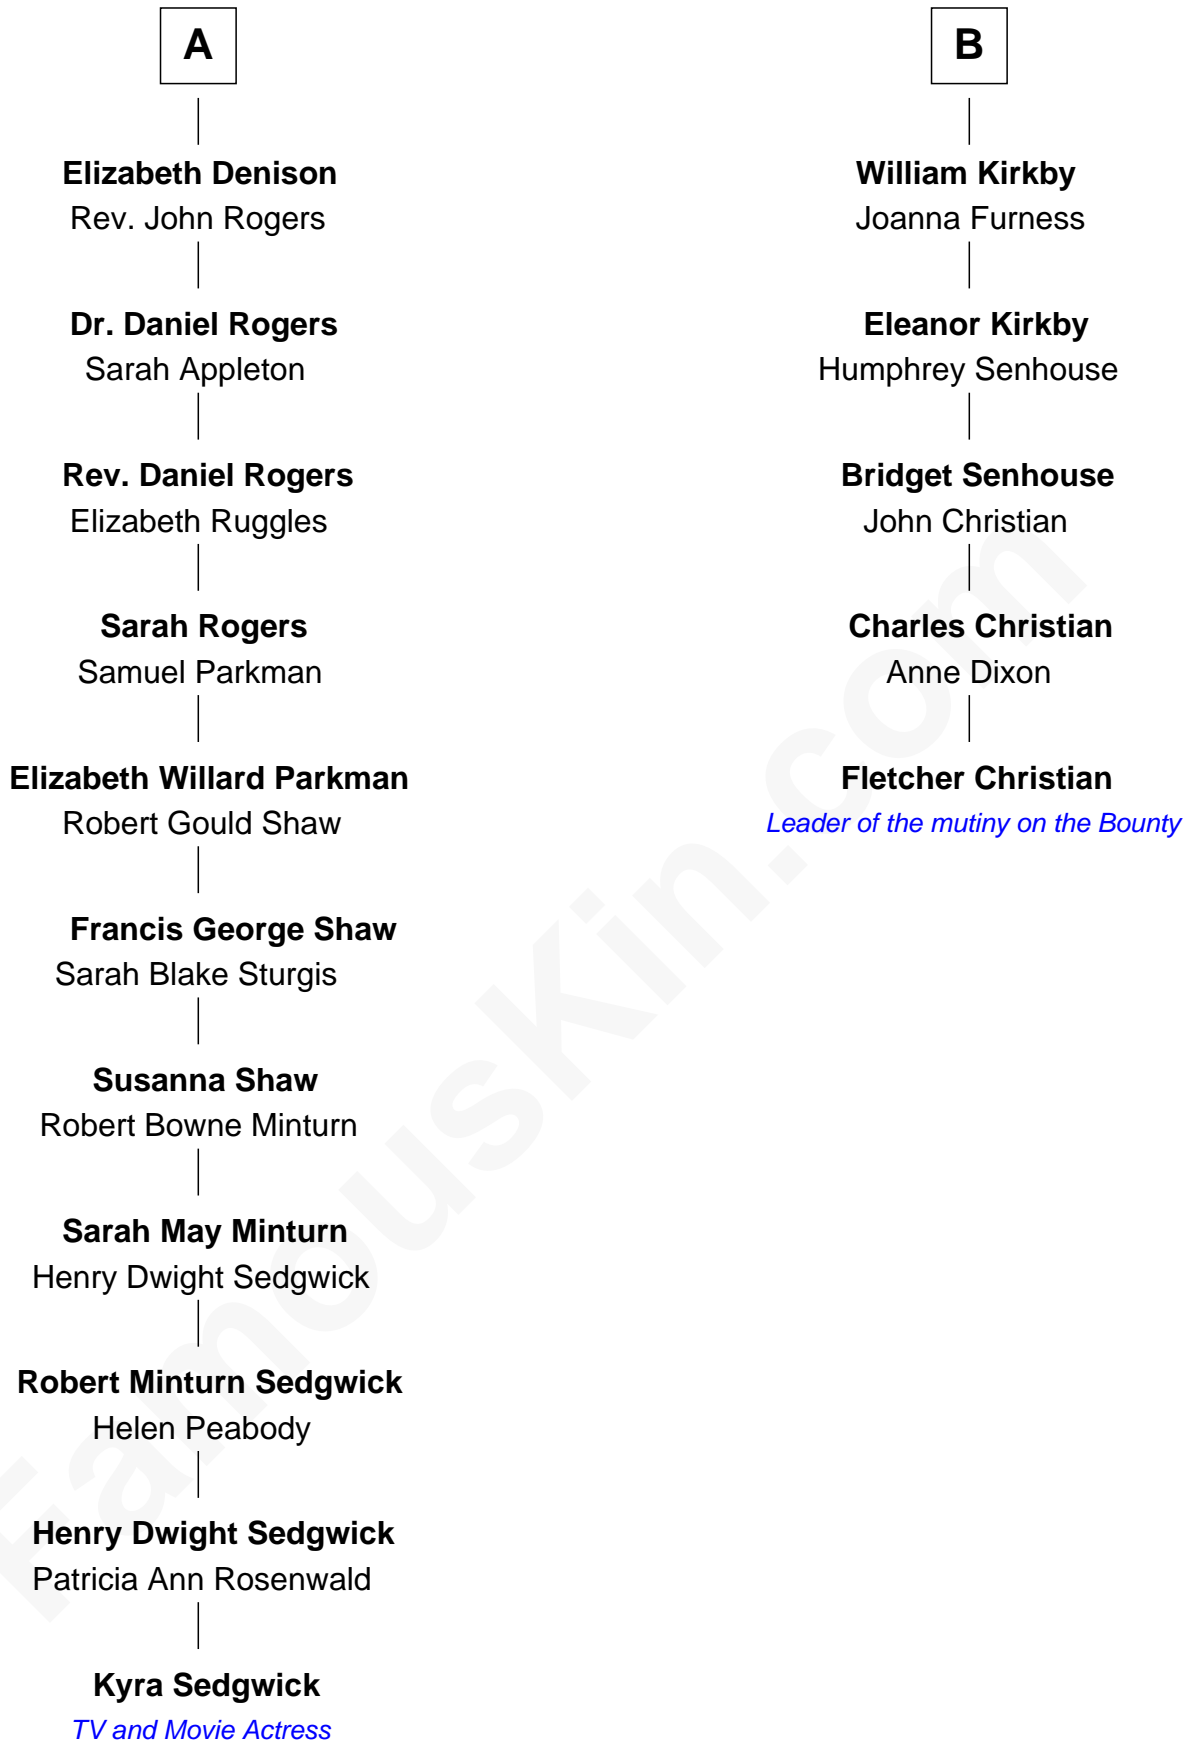 A
Elizabeth Denison
Rev. John Rogers
Dr. Daniel Rogers
Sarah Appleton
Rev. Daniel Rogers
Elizabeth Ruggles
Sarah Rogers
Samuel Parkman
Elizabeth Willard Parkman
Robert Gould Shaw
Francis George Shaw
Sarah Blake Sturgis
Susanna Shaw
Robert Bowne Minturn
Sarah May Minturn
Henry Dwight Sedgwick
Robert Minturn Sedgwick
Helen Peabody
Henry Dwight Sedgwick
Patricia Ann Rosenwald
Kyra Sedgwick
TV and Movie Actress
B
William Kirkby
Joanna Furness
Eleanor Kirkby
Humphrey Senhouse
Bridget Senhouse
John Christian
Charles Christian
Anne Dixon
Fletcher Christian
Leader of the mutiny on the Bounty
FamousKin.com